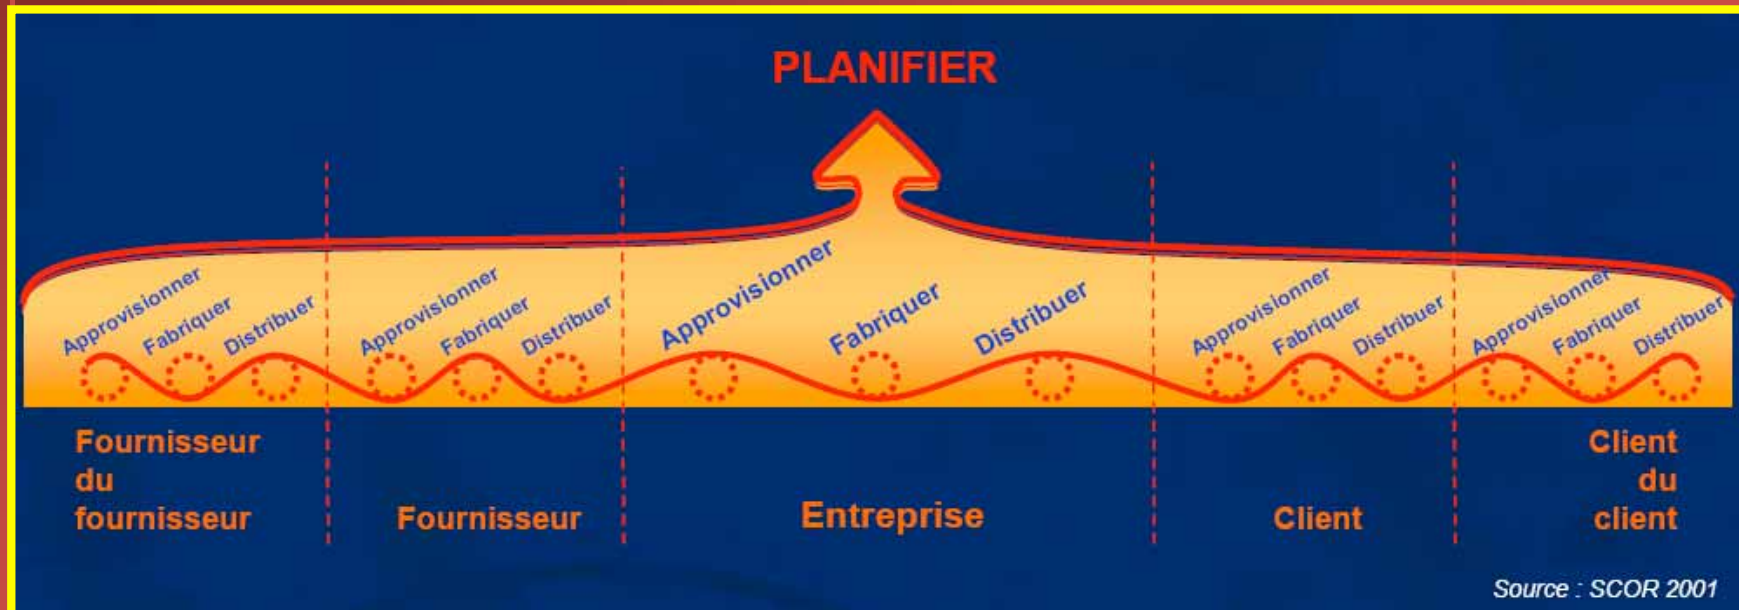 PLANIFIER
Approvisionner
Fabriquer
Distribuer
Approvisionner
Fabriquer
Distribuer
Approvisionner
Fabriquer
Distribuer
Approvisionner
Fabriquer
Distribuer
Approvisionner
Fabriquer
Distribuer
Fournisseur
du
fournisseur
Fournisseur
Entreprise
Client
Client
du
client
Source : SCOR 2001